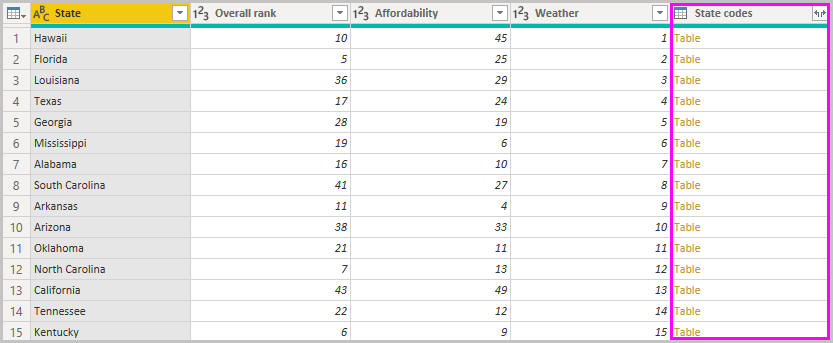 ABC State 123 Overall rank 123 Affordability 123 Weather State codes
1 Hawaii 10 45 1 Table
2 Florida 5 25 2 Table
3 Louisiana 36 29 3 Table
4 Texas 17 24 4 Table
5 Georgia 28 19 5 Table
6 Mississippi 19 6 6 Table
7 Alabama 16 10 7 Table
8 South Carolina 41 27 8 Table
9 Arkansas 11 4 9 Table
10 Arizona 38 33 10 Table
11 Oklahoma 21 11 11 Table
12 North Carolina 7 13 12 Table
13 California 43 49 13 Table
14 Tennessee 22 12 14 Table
15 Kentucky 6 9 15 Table